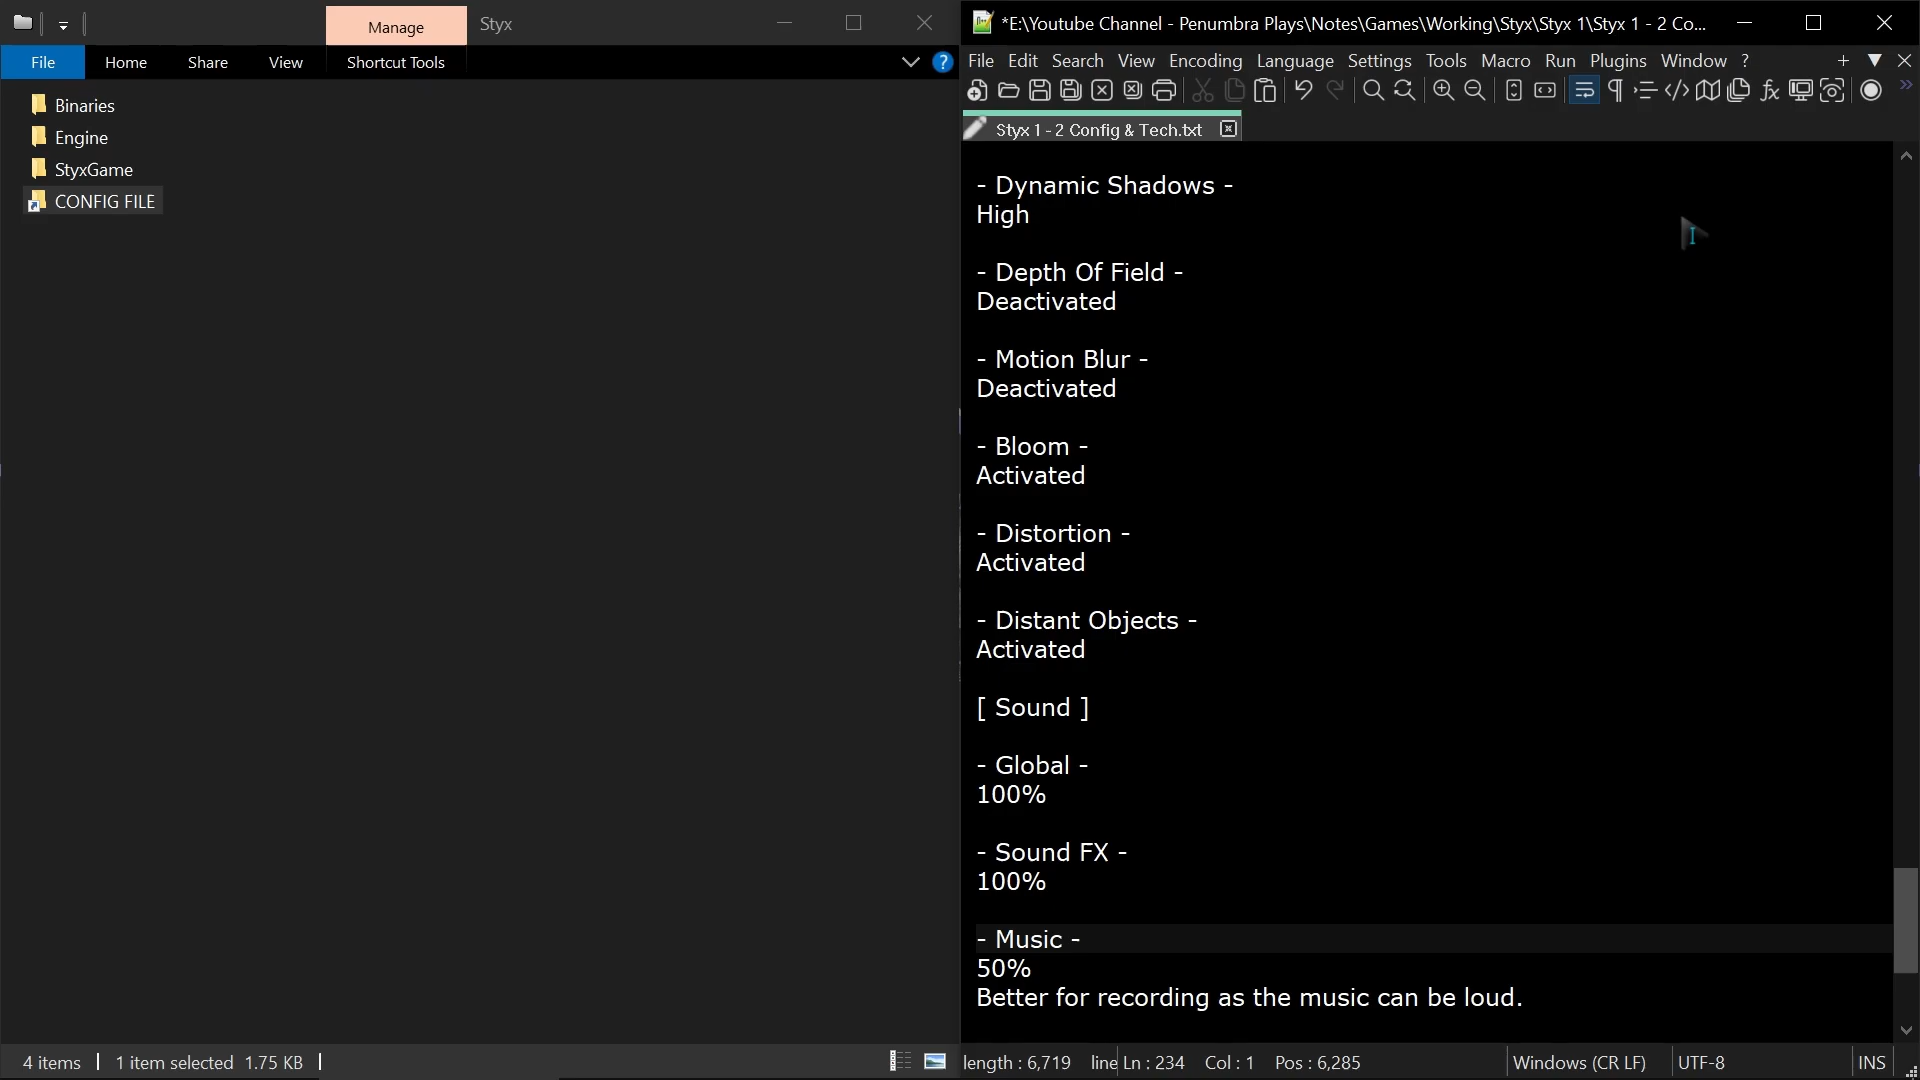 Manage
Styx
File
Home
Share
View
Shortcut Tools
?
Binaries
Engine
StyxGame
CONFIG FILE
4 items
1 item selected 1.75 KB
*E:\Youtube Channel - Penumbra Plays\Notes\Games\Working\Styx\Styx 1\Styx 1 - 2 Co...
File Edit Search View Encoding Language Settings Tools Macro Run Plugins Window ?
Styx 1 - 2 Config & Tech.txt
- Dynamic Shadows -
High
- Depth Of Field -
Deactivated
- Motion Blur -
Deactivated
- Bloom -
Activated
- Distortion -
Activated
- Distant Objects -
Activated
[ Sound ]
- Global -
100%
- Sound FX -
100%
- Music -
50%
Better for recording as the music can be loud.
length : 6,719 line Ln : 234 Col : 1 Pos : 6,285
Windows (CR LF)
UTF-8
INS